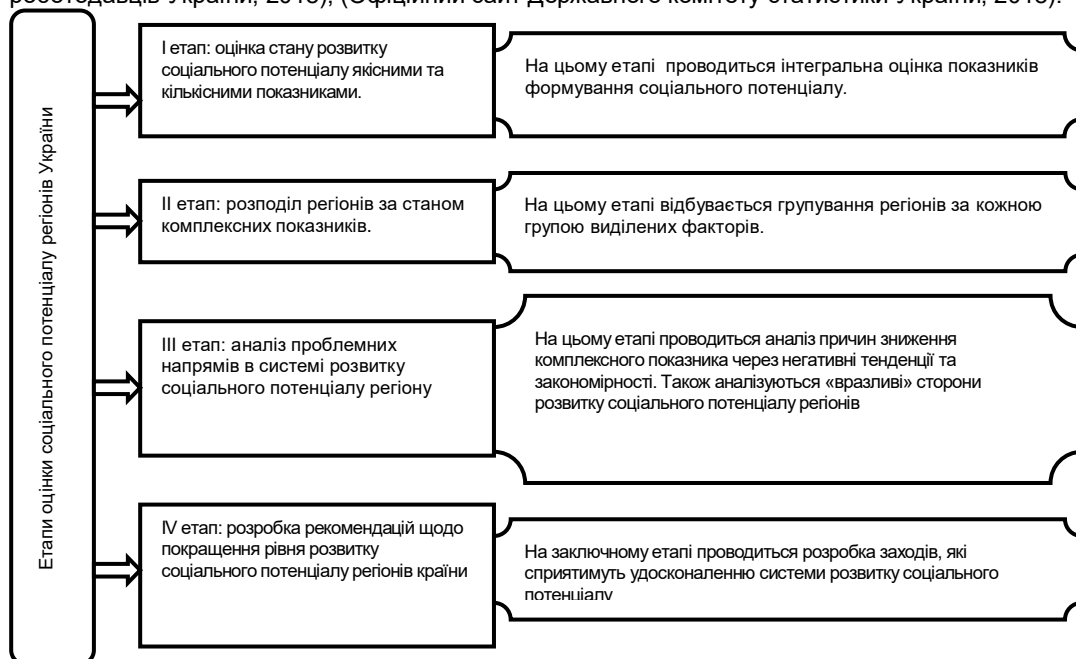 роботодавців України, 2018), (Офіційний сайт Державного комітету статистики України, 2018).
Етапи оцінки соціального потенціалу регіонів України
І етап: оцінка стану розвитку
соціального потенціалу якісними та
кількісними показниками.
На цьому етапі проводиться інтегральна оцінка показників
формування соціального потенціалу.
ІІ етап: розподіл регіонів за станом
комплексних показників.
На цьому етапі відбувається групування регіонів за кожною
групою виділених факторів.
ІІІ етап: аналіз проблемних
напрямів в системі розвитку
соціального потенціалу регіону
На цьому етапі проводиться аналіз причин зниження
комплексного показника через негативні тенденції та
закономірності. Також аналізуються «вразливі» сторони
розвитку соціального потенціалу регіонів
IV етап: розробка рекомендацій щодо
покращення рівня розвитку
соціального потенціалу регіонів країни
На заключному етапі проводиться розробка заходів, які
сприятимуть удосконаленню системи розвитку соціального
потенціалу